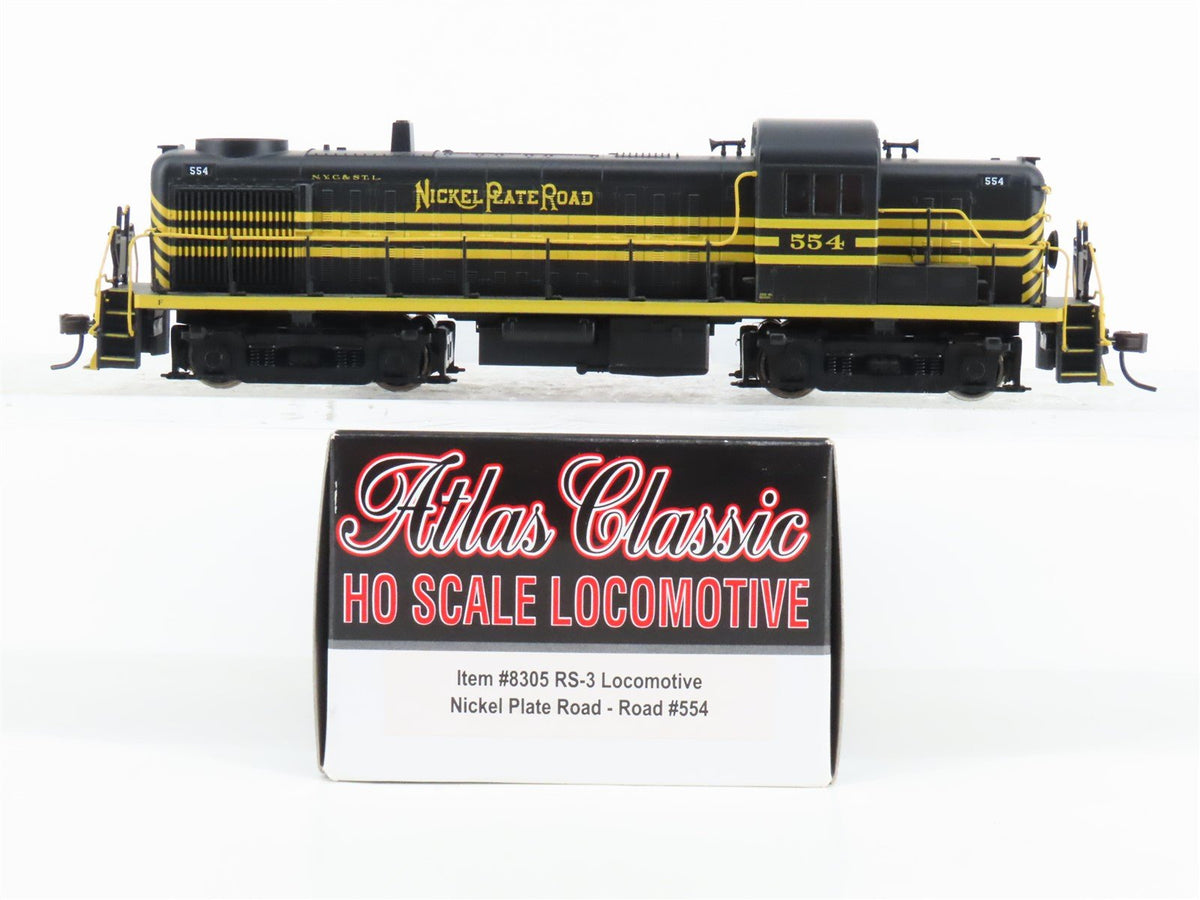 554
N.Y.C. & ST. L.
NICKEL PLATE ROAD
554
554
F
Atlas Classic
HO SCALE LOCOMOTIVE
Item #8305 RS-3 Locomotive
Nickel Plate Road - Road #554